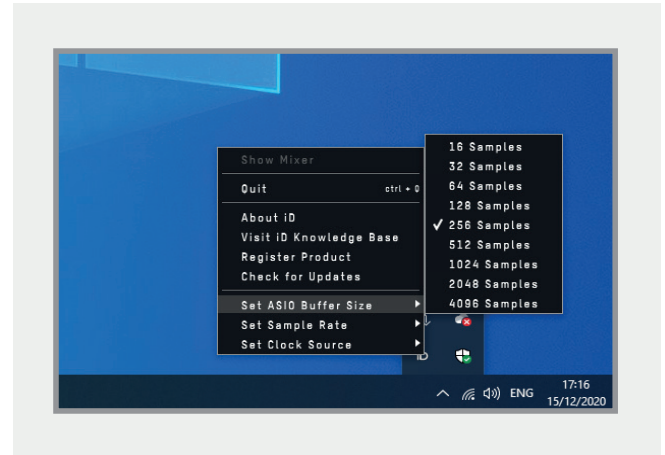 Show Mixer
Quit ctrl + Q
About iD
Visit iD Knowledge Base
Register Product
Check for Updates
Set ASIO Buffer Size
Set Sample Rate
Set Clock Source
16 Samples
32 Samples
64 Samples
128 Samples
256 Samples
512 Samples
1024 Samples
2048 Samples
4096 Samples
iD
ENG
17:16
15/12/2020